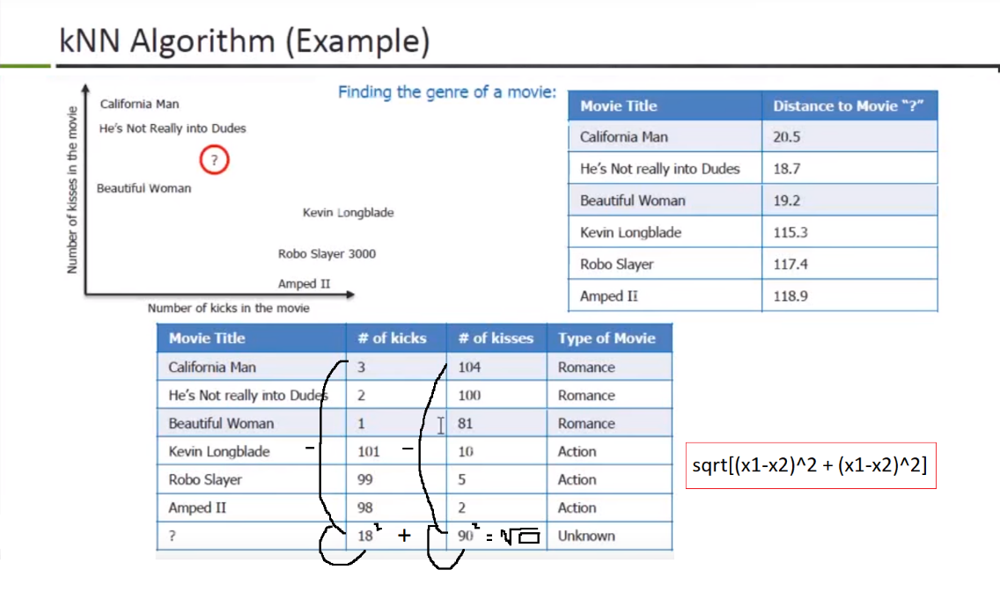 kNN Algorithm (Example)
Finding the genre of a movie:
Number of kisses in the movie
California Man
He's Not Really into Dudes
?
Beautiful Woman
Kevin Longblade
Robo Slayer 3000
Amped II
Number of kicks in the movie
Movie Title Distance to Movie "?"
California Man 20.5
He's Not really into Dudes 18.7
Beautiful Woman 19.2
Kevin Longblade 115.3
Robo Slayer 117.4
Amped II 118.9
Movie Title # of kicks # of kisses Type of Movie
California Man 3 104 Romance
He's Not really into Dudes 2 100 Romance
Beautiful Woman 1 81 Romance
Kevin Longblade - 101 - 10 Action
Robo Slayer 99 5 Action
Amped II 98 2 Action
? 18² + 90² = √▭ Unknown
sqrt[(x1-x2)^2 + (x1-x2)^2]